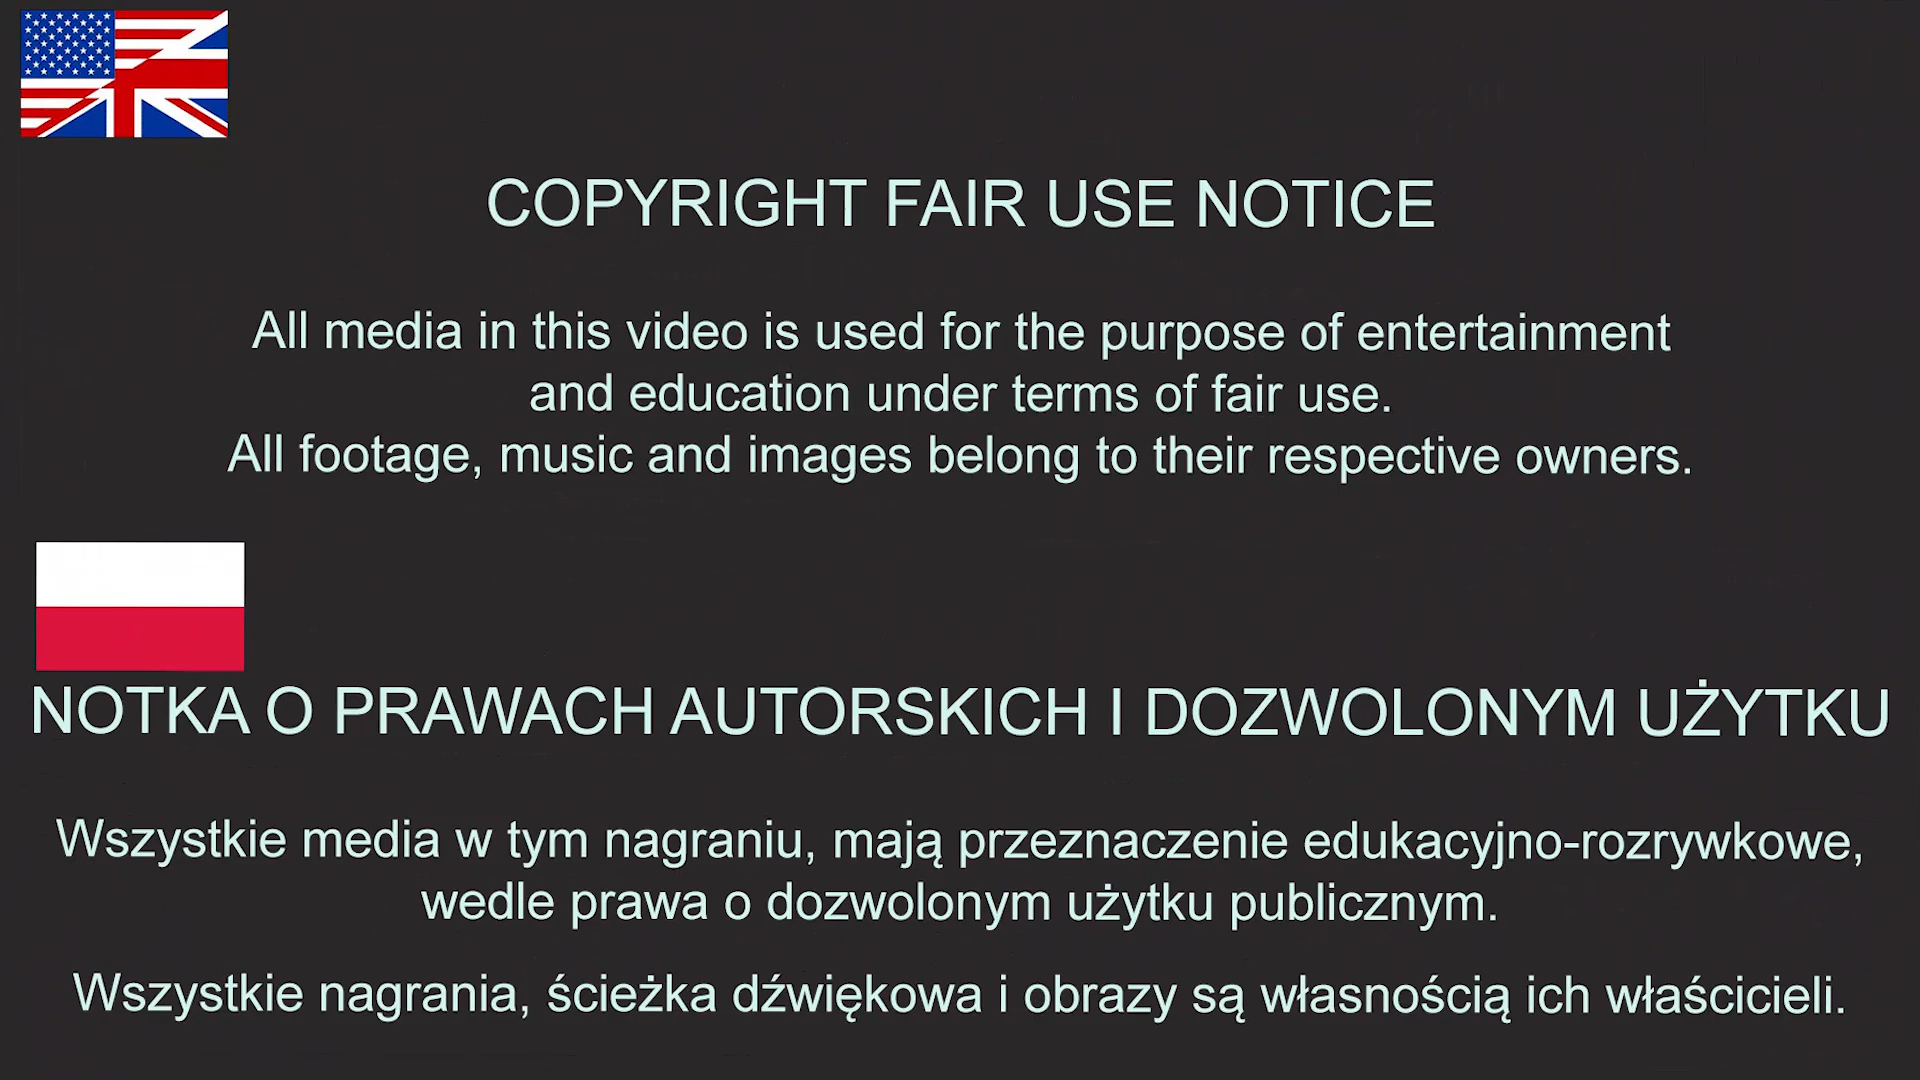 COPYRIGHT FAIR USE NOTICE
All media in this video is used for the purpose of entertainment
and education under terms of fair use.
All footage, music and images belong to their respective owners.
NOTKA O PRAWACH AUTORSKICH I DOZWOLONYM UŻYTKU
Wszystkie media w tym nagraniu, mają przeznaczenie edukacyjno-rozrywkowe,
wedle prawa o dozwolonym użytku publicznym.
Wszystkie nagrania, ścieżka dźwiękowa i obrazy są własnością ich właścicieli.